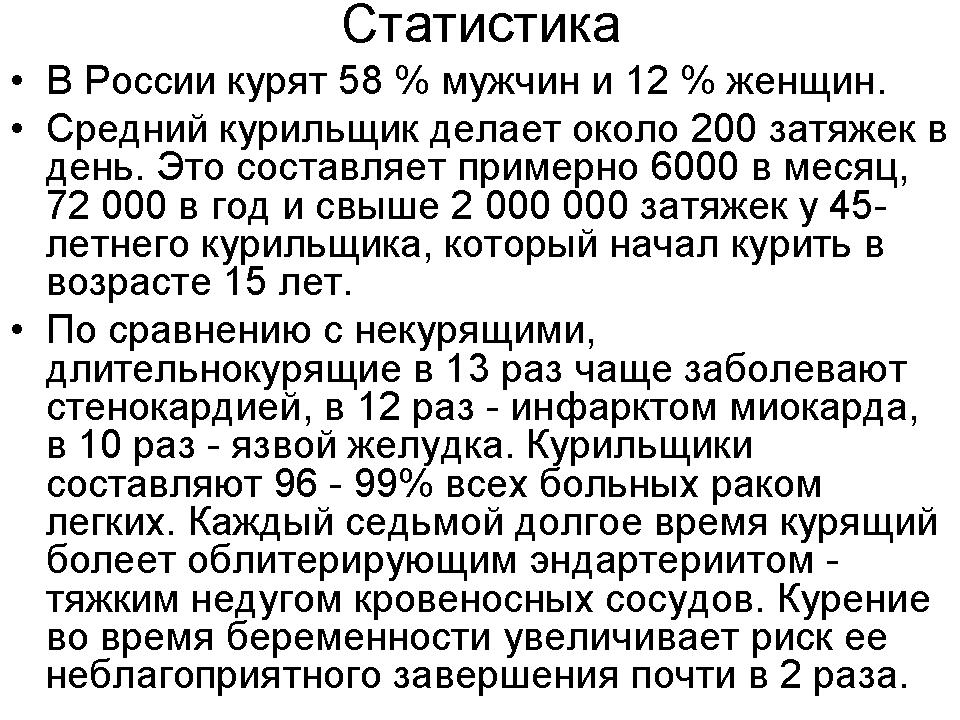 Статистика
• В России курят 58 % мужчин и 12 % женщин.
• Средний курильщик делает около 200 затяжек в
день. Это составляет примерно 6000 в месяц,
72 000 в год и свыше 2 000 000 затяжек у 45-
летнего курильщика, который начал курить в
возрасте 15 лет.
• По сравнению с некурящими,
длительнокурящие в 13 раз чаще заболевают
стенокардией, в 12 раз - инфарктом миокарда,
в 10 раз - язвой желудка. Курильщики
составляют 96 - 99% всех больных раком
легких. Каждый седьмой долгое время курящий
болеет облитерирующим эндартериитом -
тяжким недугом кровеносных сосудов. Курение
во время беременности увеличивает риск ее
неблагоприятного завершения почти в 2 раза.